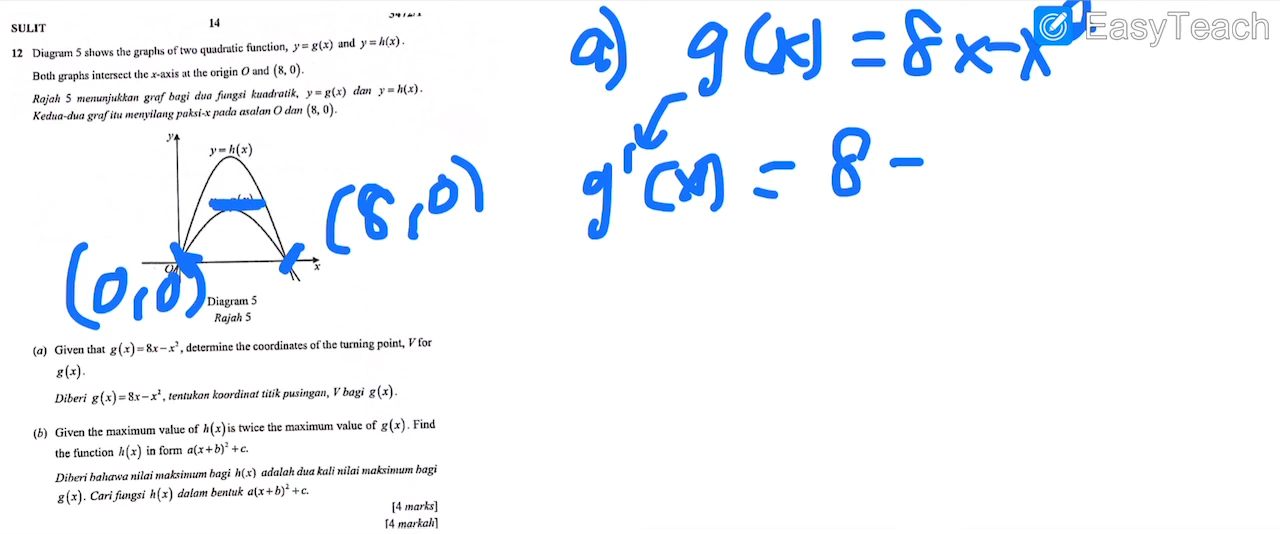 SULIT
14
12 Diagram 5 shows the graphs of two quadratic function, y = g(x) and y = h(x).
Both graphs intersect the x-axis at the origin O and (8, 0).
Rajah 5 menunjukkan graf bagi dua fungsi kuadratik, y = g(x) dan y = h(x).
Kedua-dua graf itu menyilang paksi-x pada asalan O dan (8, 0).
y
y = h(x)
(8,0)
(0,0)
O
x
Diagram 5
Rajah 5
(a) Given that g(x) = 8x – x², determine the coordinates of the turning point, V for
g(x).
Diberi g(x) = 8x – x², tentukan koordinat titik pusingan, V bagi g(x).
(b) Given the maximum value of h(x) is twice the maximum value of g(x). Find
the function h(x) in form a(x+b)² + c.
Diberi bahawa nilai maksimum bagi h(x) adalah dua kali nilai maksimum bagi
g(x). Cari fungsi h(x) dalam bentuk a(x+b)² + c.
[4 marks]
[4 markah]
a) g(x) = 8x-x
g'(x) = 8 -
EasyTeach